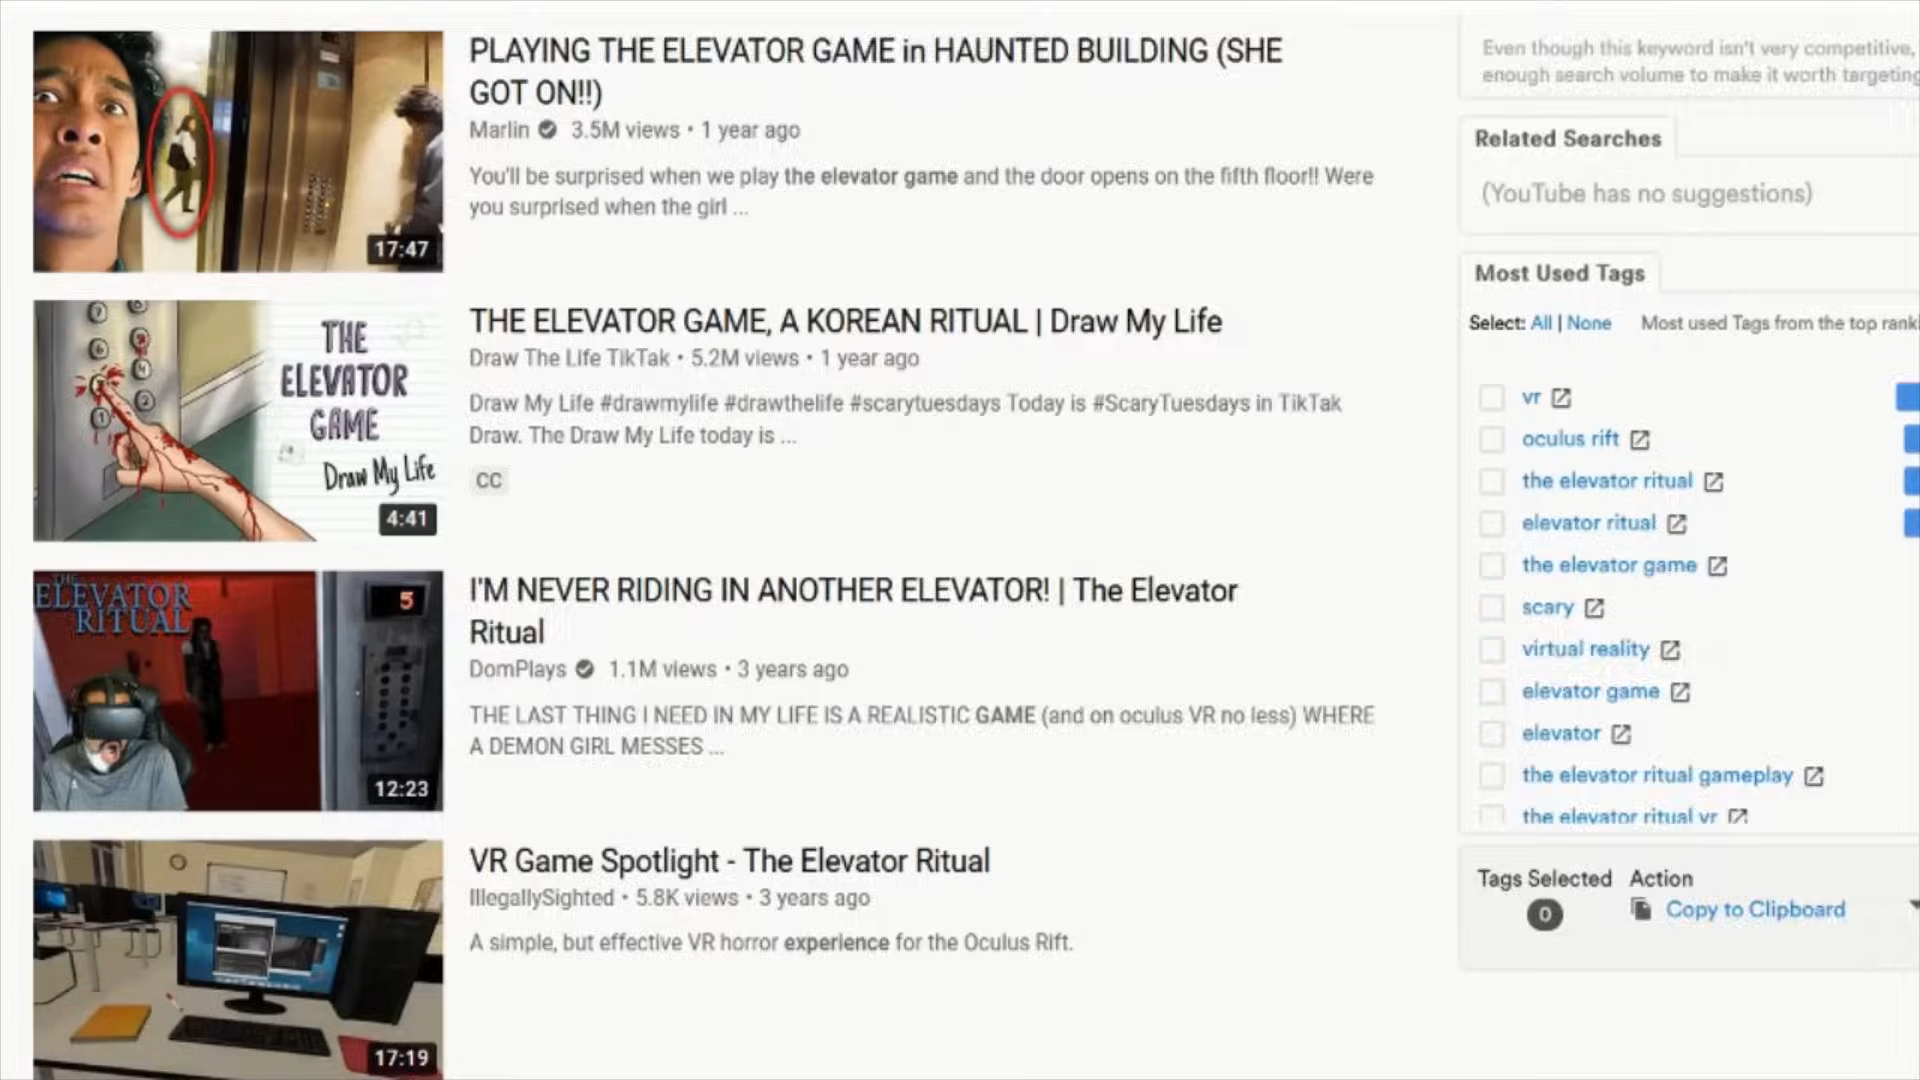 PLAYING THE ELEVATOR GAME in HAUNTED BUILDING (SHE
GOT ON!!)
Marlin 3.5M views • 1 year ago
You'll be surprised when we play the elevator game and the door opens on the fifth floor!! Were
you surprised when the girl ...
17:47
THE
ELEVATOR
GAME
Draw My Life
4:41
THE ELEVATOR GAME, A KOREAN RITUAL | Draw My Life
Draw The Life TikTak • 5.2M views • 1 year ago
Draw My Life #drawmylife #drawthelife #scarytuesdays Today is #ScaryTuesdays in TikTak
Draw. The Draw My Life today is ...
CC
THE
ELEVATOR
RITUAL
5
12:23
I'M NEVER RIDING IN ANOTHER ELEVATOR! | The Elevator
Ritual
DomPlays 1.1M views • 3 years ago
THE LAST THING I NEED IN MY LIFE IS A REALISTIC GAME (and on oculus VR no less) WHERE
A DEMON GIRL MESSES ...
17:19
VR Game Spotlight - The Elevator Ritual
IllegallySighted • 5.8K views • 3 years ago
A simple, but effective VR horror experience for the Oculus Rift.
Even though this keyword isn't very competitive,
enough search volume to make it worth targeting
Related Searches
(YouTube has no suggestions)
Most Used Tags
Select: All | None Most used Tags from the top rank
vr
oculus rift
the elevator ritual
elevator ritual
the elevator game
scary
virtual reality
elevator game
elevator
the elevator ritual gameplay
the elevator ritual vr
Tags Selected Action
0 Copy to Clipboard